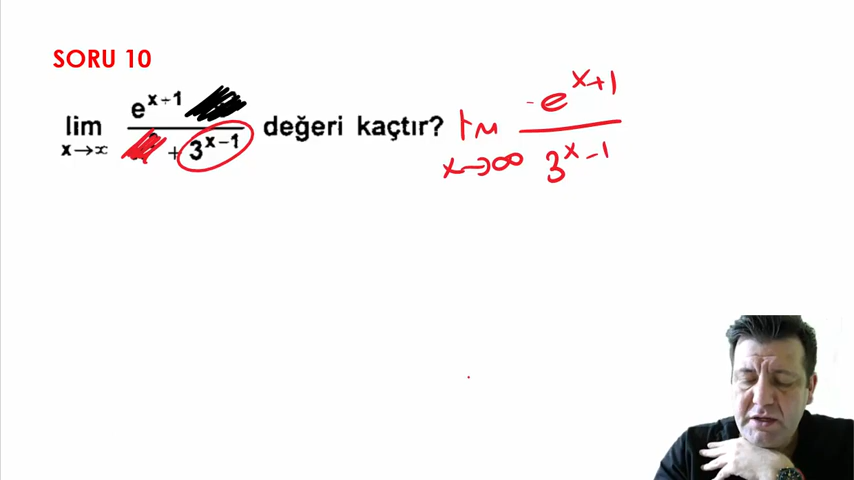 SORU 10
lim x→∞ e^x+1 / + 3^x−1 değeri kaçtır?
lim x→∞ e^x+1 / 3^x−1